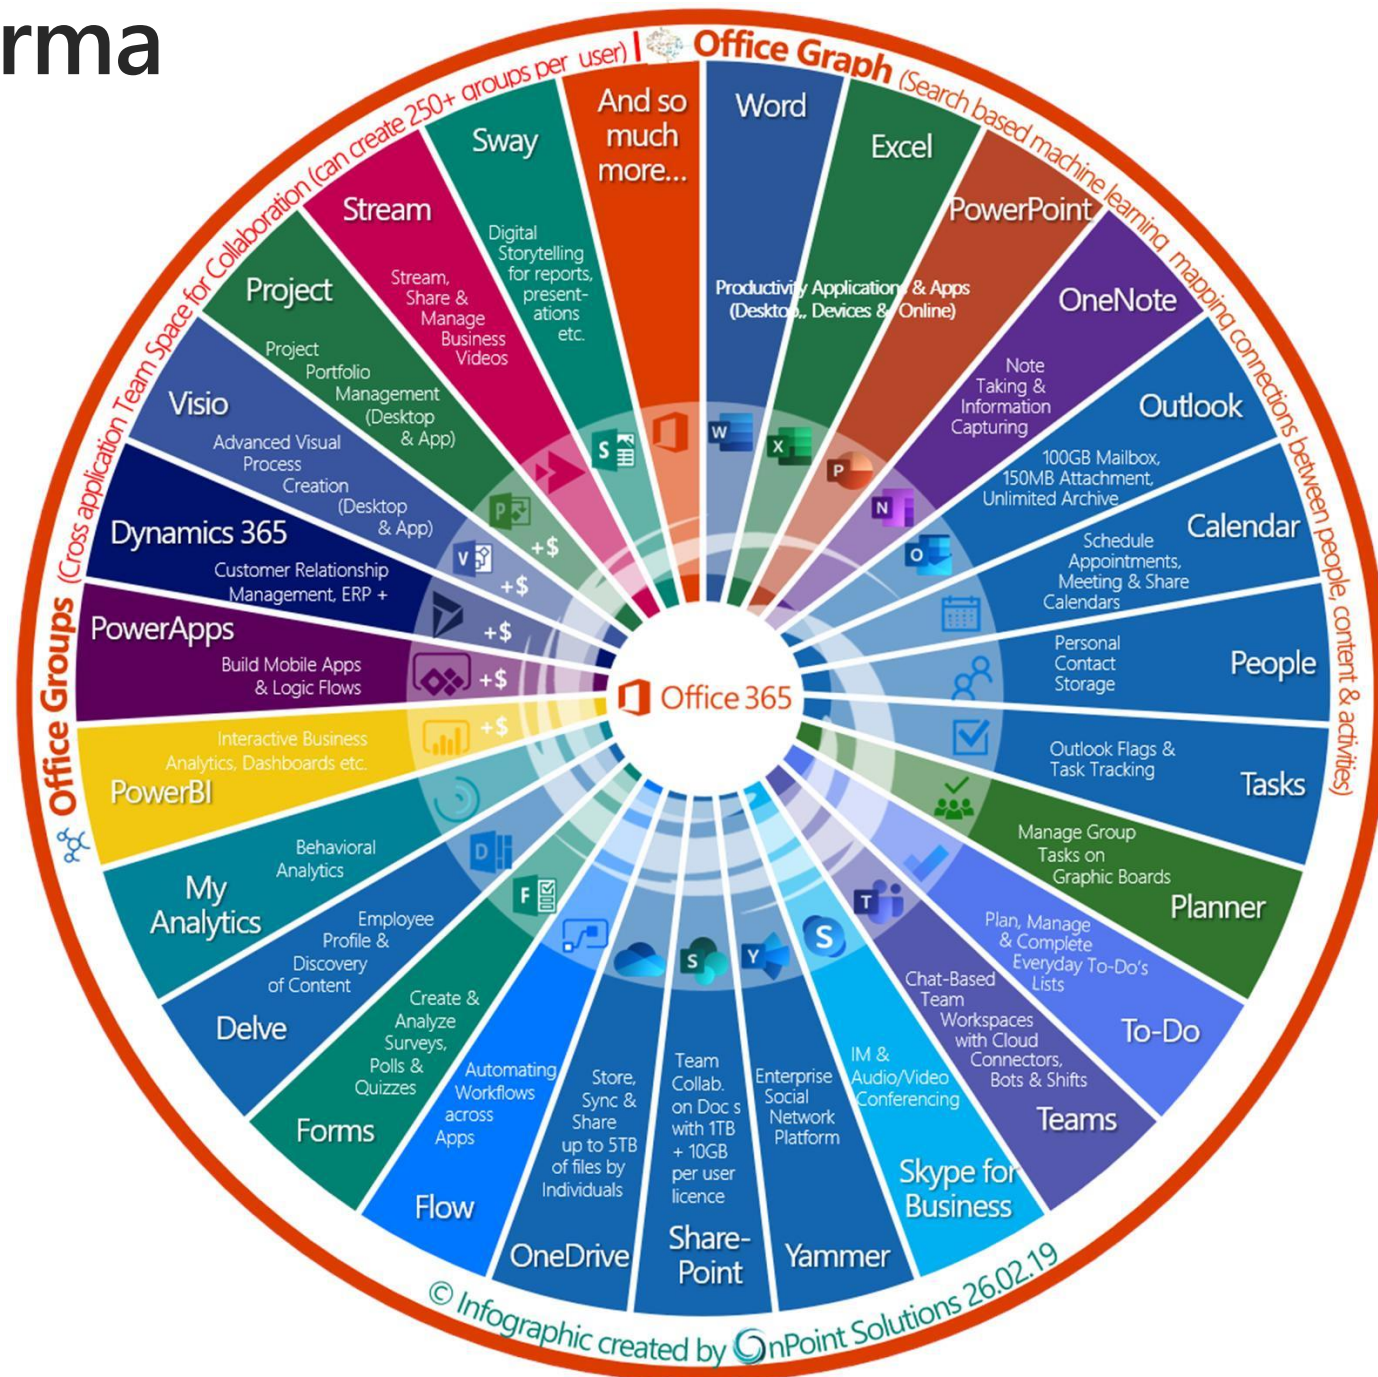 rma
Office Groups (Cross application Team Space for Collaboration (can create 250+ groups per user) |
Office Graph (Search based machine learning, mapping connections between people, content & activities)
Word
Excel
PowerPoint
Productivity Applications & Apps
(Desktop,, Devices & Online)
OneNote
Note
Taking &
Information
Capturing
Outlook
100GB Mailbox,
150MB Attachment,
Unlimited Archive
Calendar
Schedule
Appointments,
Meeting & Share
Calendars
People
Personal
Contact
Storage
Tasks
Outlook Flags &
Task Tracking
Planner
Manage Group
Tasks on
Graphic Boards
To-Do
Plan, Manage
& Complete
Everyday To-Do's
Lists
Teams
Chat-Based
Team
Workspaces
with Cloud
Connectors,
Bots & Shifts
Skype for
Business
IM &
Audio/Video
Conferencing
Yammer
Enterprise
Social
Network
Platform
Share-
Point
Team
Collab.
on Doc s
with 1TB
+ 10GB
per user
licence
OneDrive
Store,
Sync &
Share
up to 5TB
of files by
Individuals
Flow
Automating
Workflows
across
Apps
Forms
Create &
Analyze
Surveys,
Polls &
Quizzes
Delve
Employee
Profile &
Discovery
of Content
My
Analytics
Behavioral
Analytics
PowerBI
Interactive Business
Analytics, Dashboards etc.
+$
PowerApps
Build Mobile Apps
& Logic Flows
+$
Dynamics 365
Customer Relationship
Management, ERP +
+$
Visio
Advanced Visual
Process
Creation
(Desktop
& App)
+$
Project
Project
Portfolio
Management
(Desktop
& App)
+$
Stream
Stream,
Share &
Manage
Business
Videos
Sway
Digital
Storytelling
for reports,
present-
ations
etc.
And so
much
more...
W
X
P
N
O
T
S
Y
S
F
D
V
P
S
Office 365
© Infographic created by OnPoint Solutions 26.02.19